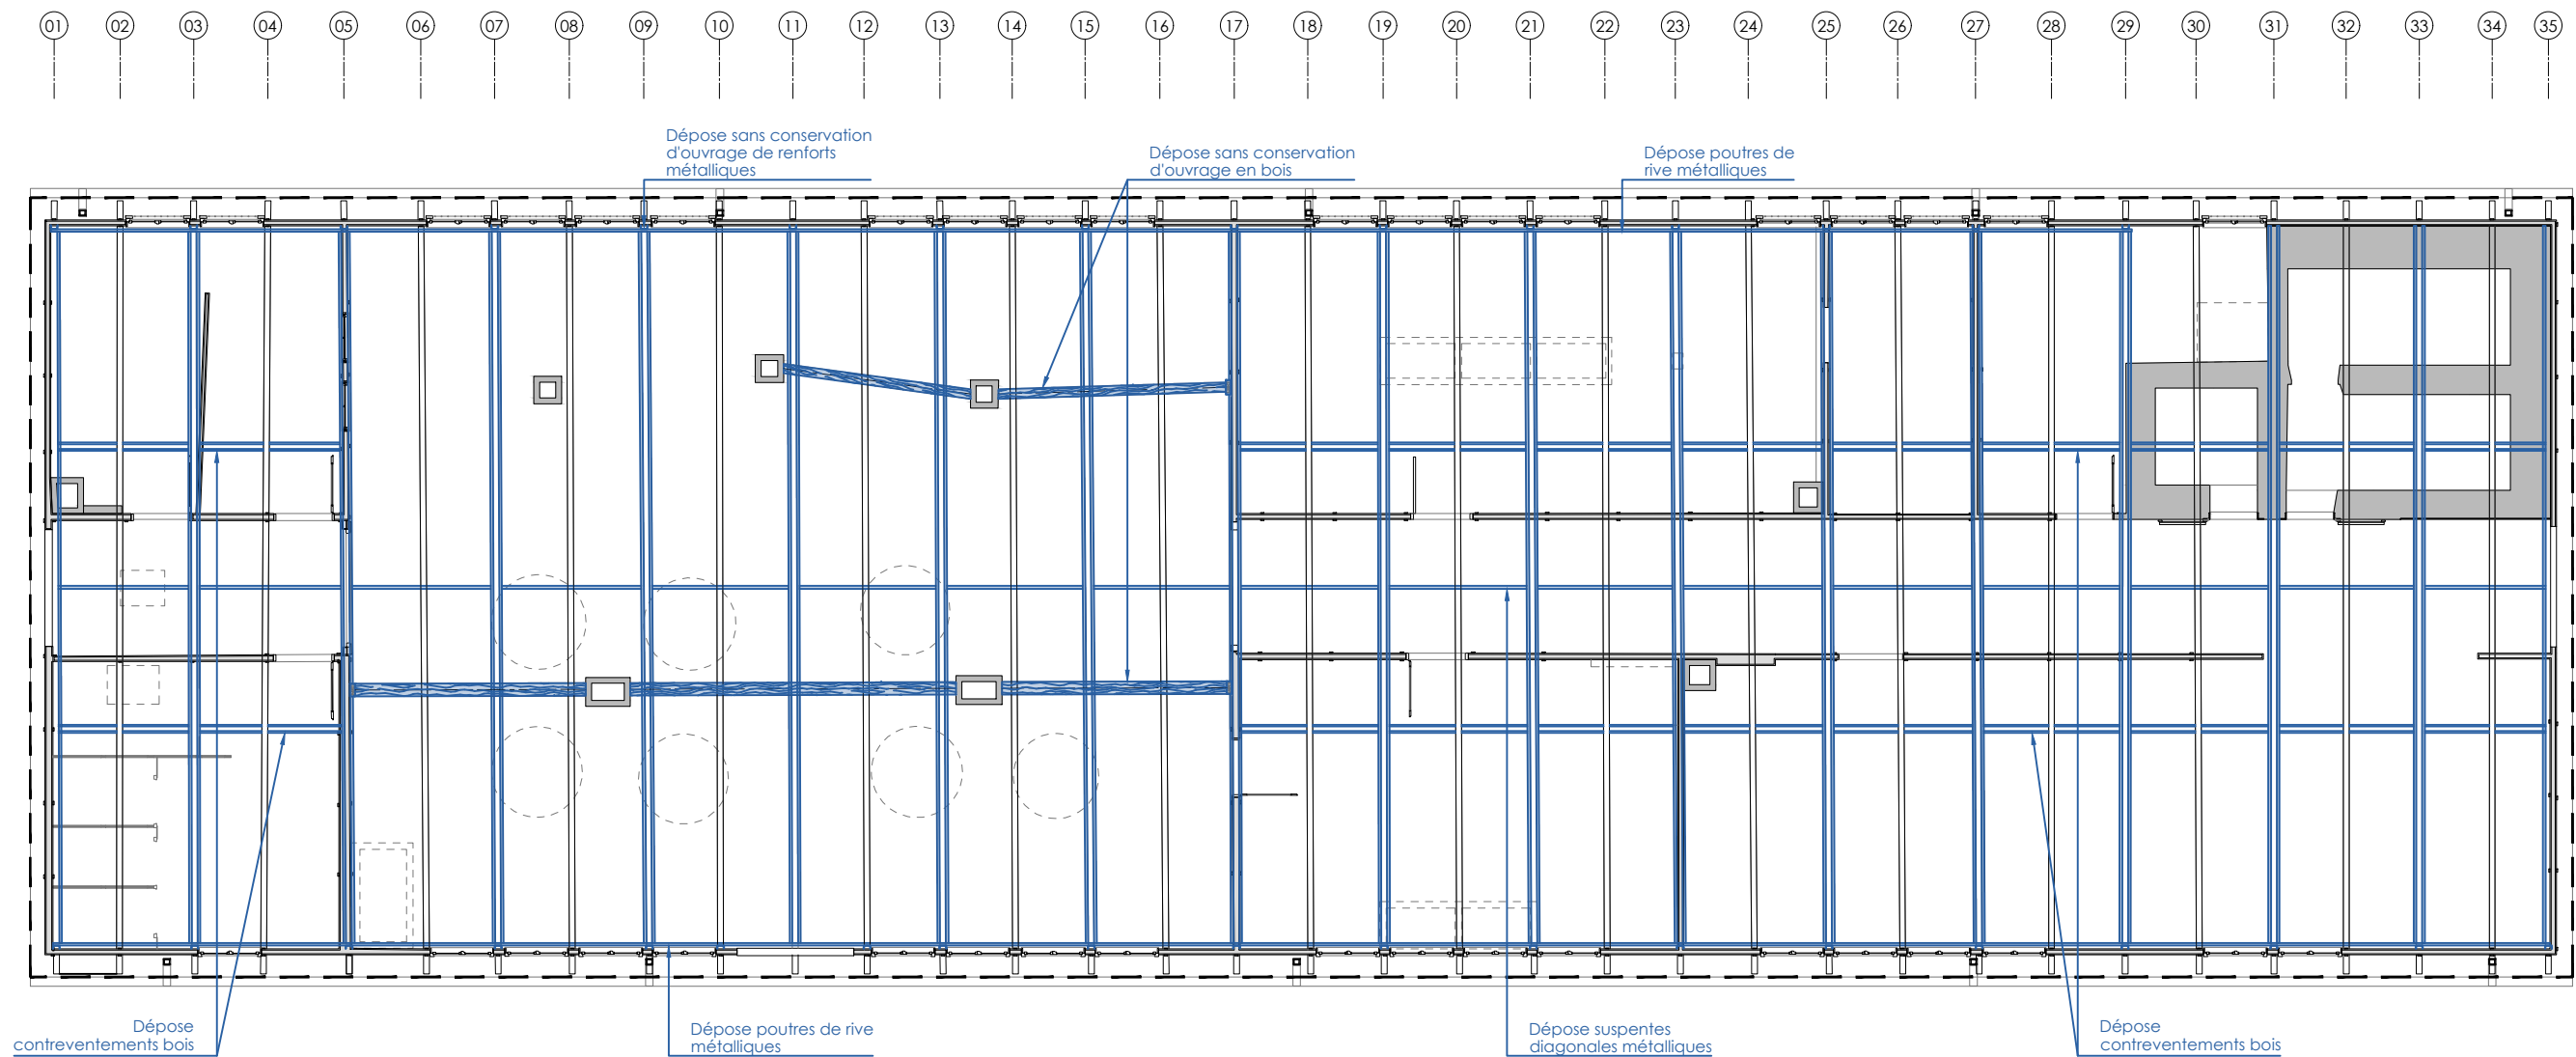 01 02 03 04 05 06 07 08 09 10 11 12 13 14 15 16 17 18 19 20 21 22 23 24 25 26 27 28 29 30 31 32 33 34 35
Dépose sans conservation
d'ouvrage de renforts
métalliques
Dépose sans conservation
d'ouvrage en bois
Dépose poutres de
rive métalliques
Dépose
contreventements bois
Dépose poutres de rive
métalliques
Dépose suspentes
diagonales métalliques
Dépose
contreventements bois